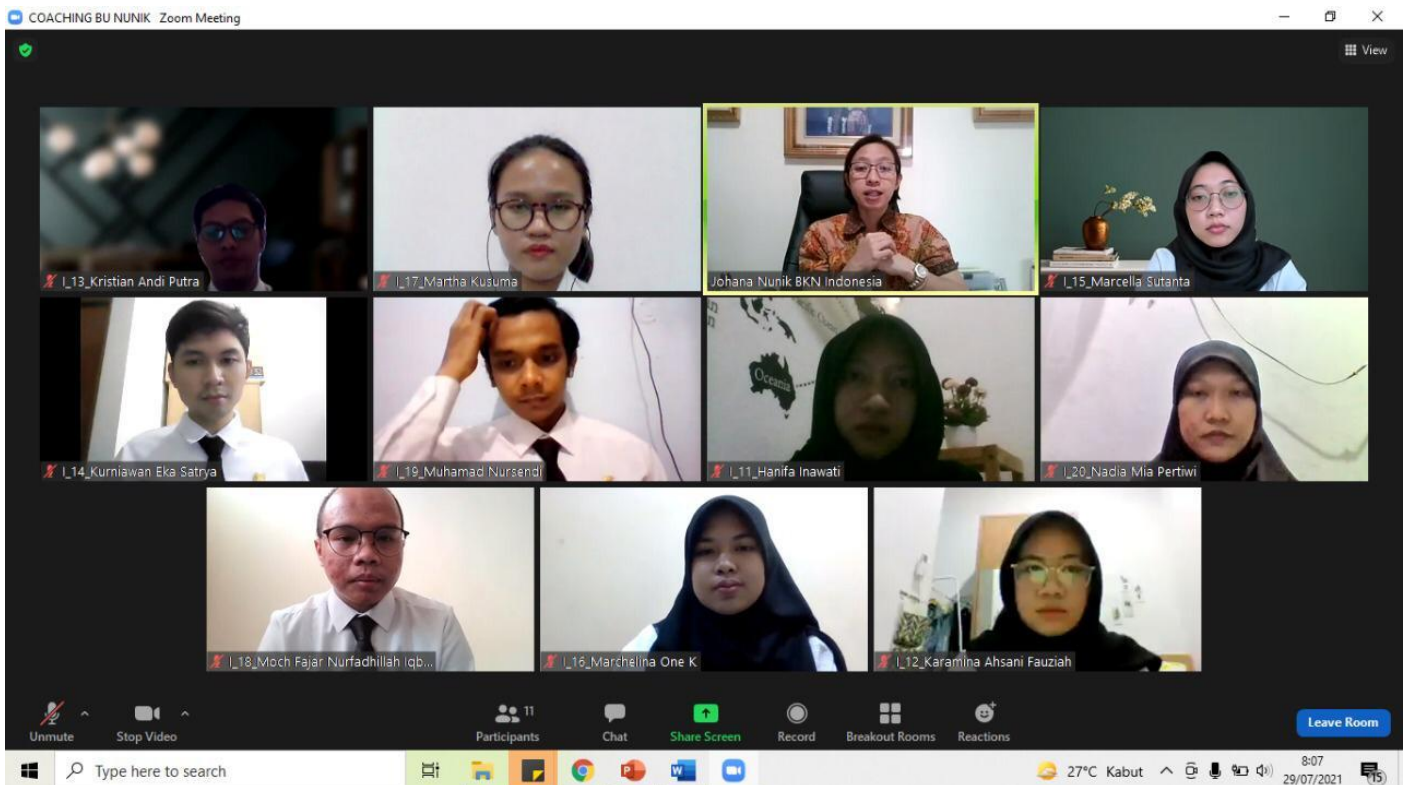 COACHING BU NUNIK Zoom Meeting
View
I_13_Kristian Andi Putra
I_17_Martha Kusuma
Johana Nunik BKN Indonesia
I_15_Marcella Sutanta
Oceania
I_14_Kurniawan Eka Satrya
I_19_Muhamad Nursendi
I_11_Hanifa Inawati
I_20_Nadia Mia Pertiwi
I_18_Moch Fajar Nurfadhillah Iqb...
I_16_Marchelina One K
I_12_Karamina Ahsani Fauziah
11
Unmute
Stop Video
Participants
Chat
Share Screen
Record
Breakout Rooms
Reactions
Leave Room
Type here to search
27°C Kabut
8:07
29/07/2021
15